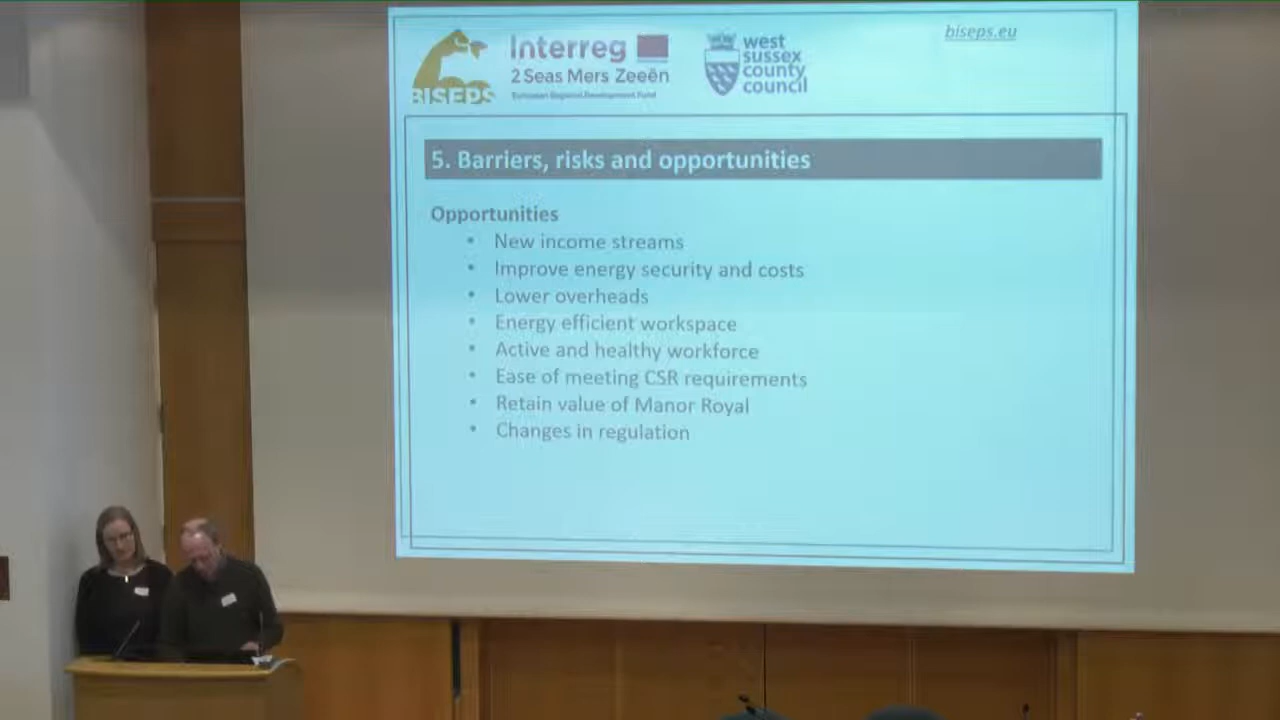 biseps.eu
BISEPS
Interreg
2 Seas Mers Zeeën
European Regional Development Fund
west
sussex
county
council
5. Barriers, risks and opportunities
Opportunities
• New income streams
• Improve energy security and costs
• Lower overheads
• Energy efficient workspace
• Active and healthy workforce
• Ease of meeting CSR requirements
• Retain value of Manor Royal
• Changes in regulation